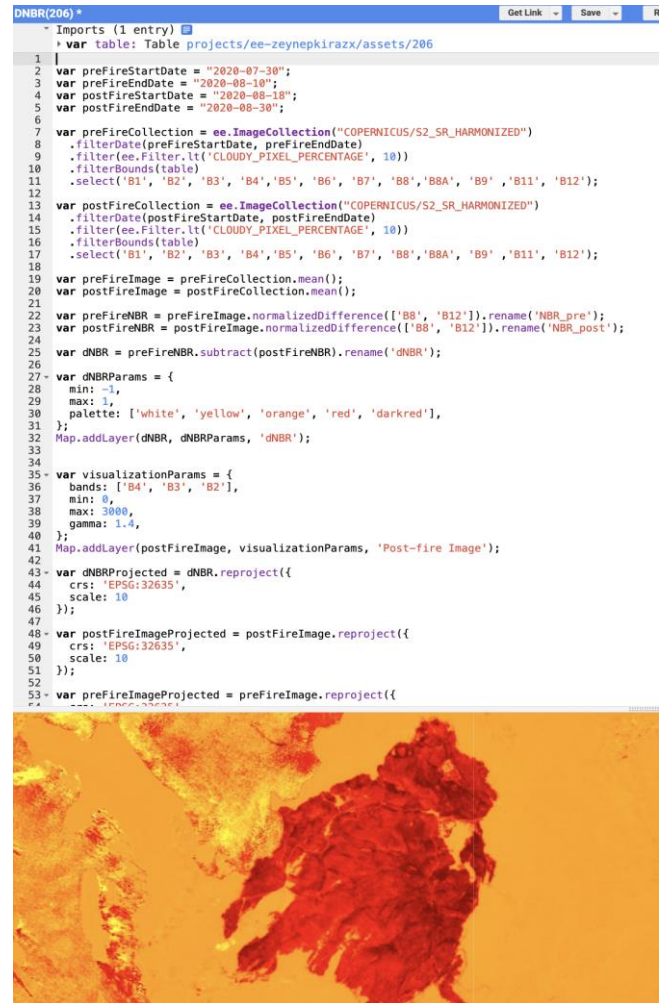 DNBR(206) *
Get Link
Save
R
Imports (1 entry)
var table: Table projects/ee-zeynepkirazx/assets/206
1
2 var preFireStartDate = "2020-07-30";
3 var preFireEndDate = "2020-08-10";
4 var postFireStartDate = "2020-08-18";
5 var postFireEndDate = "2020-08-30";
6
7 var preFireCollection = ee.ImageCollection("COPERNICUS/S2_SR_HARMONIZED")
8 .filterDate(preFireStartDate, preFireEndDate)
9 .filter(ee.Filter.lt('CLOUDY_PIXEL_PERCENTAGE', 10))
10 .filterBounds(table)
11 .select('B1', 'B2', 'B3', 'B4','B5', 'B6', 'B7', 'B8','B8A', 'B9' ,'B11', 'B12');
12
13 var postFireCollection = ee.ImageCollection("COPERNICUS/S2_SR_HARMONIZED")
14 .filterDate(postFireStartDate, postFireEndDate)
15 .filter(ee.Filter.lt('CLOUDY_PIXEL_PERCENTAGE', 10))
16 .filterBounds(table)
17 .select('B1', 'B2', 'B3', 'B4','B5', 'B6', 'B7', 'B8','B8A', 'B9' ,'B11', 'B12');
18
19 var preFireImage = preFireCollection.mean();
20 var postFireImage = postFireCollection.mean();
21
22 var preFireNBR = preFireImage.normalizedDifference(['B8', 'B12']).rename('NBR_pre');
23 var postFireNBR = postFireImage.normalizedDifference(['B8', 'B12']).rename('NBR_post');
24
25 var dNBR = preFireNBR.subtract(postFireNBR).rename('dNBR');
26
27 var dNBRParams = {
28 min: -1,
29 max: 1,
30 palette: ['white', 'yellow', 'orange', 'red', 'darkred'],
31 };
32 Map.addLayer(dNBR, dNBRParams, 'dNBR');
33
34
35 var visualizationParams = {
36 bands: ['B4', 'B3', 'B2'],
37 min: 0,
38 max: 3000,
39 gamma: 1.4,
40 };
41 Map.addLayer(postFireImage, visualizationParams, 'Post-fire Image');
42
43 var dNBRProjected = dNBR.reproject({
44 crs: 'EPSG:32635',
45 scale: 10
46 });
47
48 var postFireImageProjected = postFireImage.reproject({
49 crs: 'EPSG:32635',
50 scale: 10
51 });
52
53 var preFireImageProjected = preFireImage.reproject({